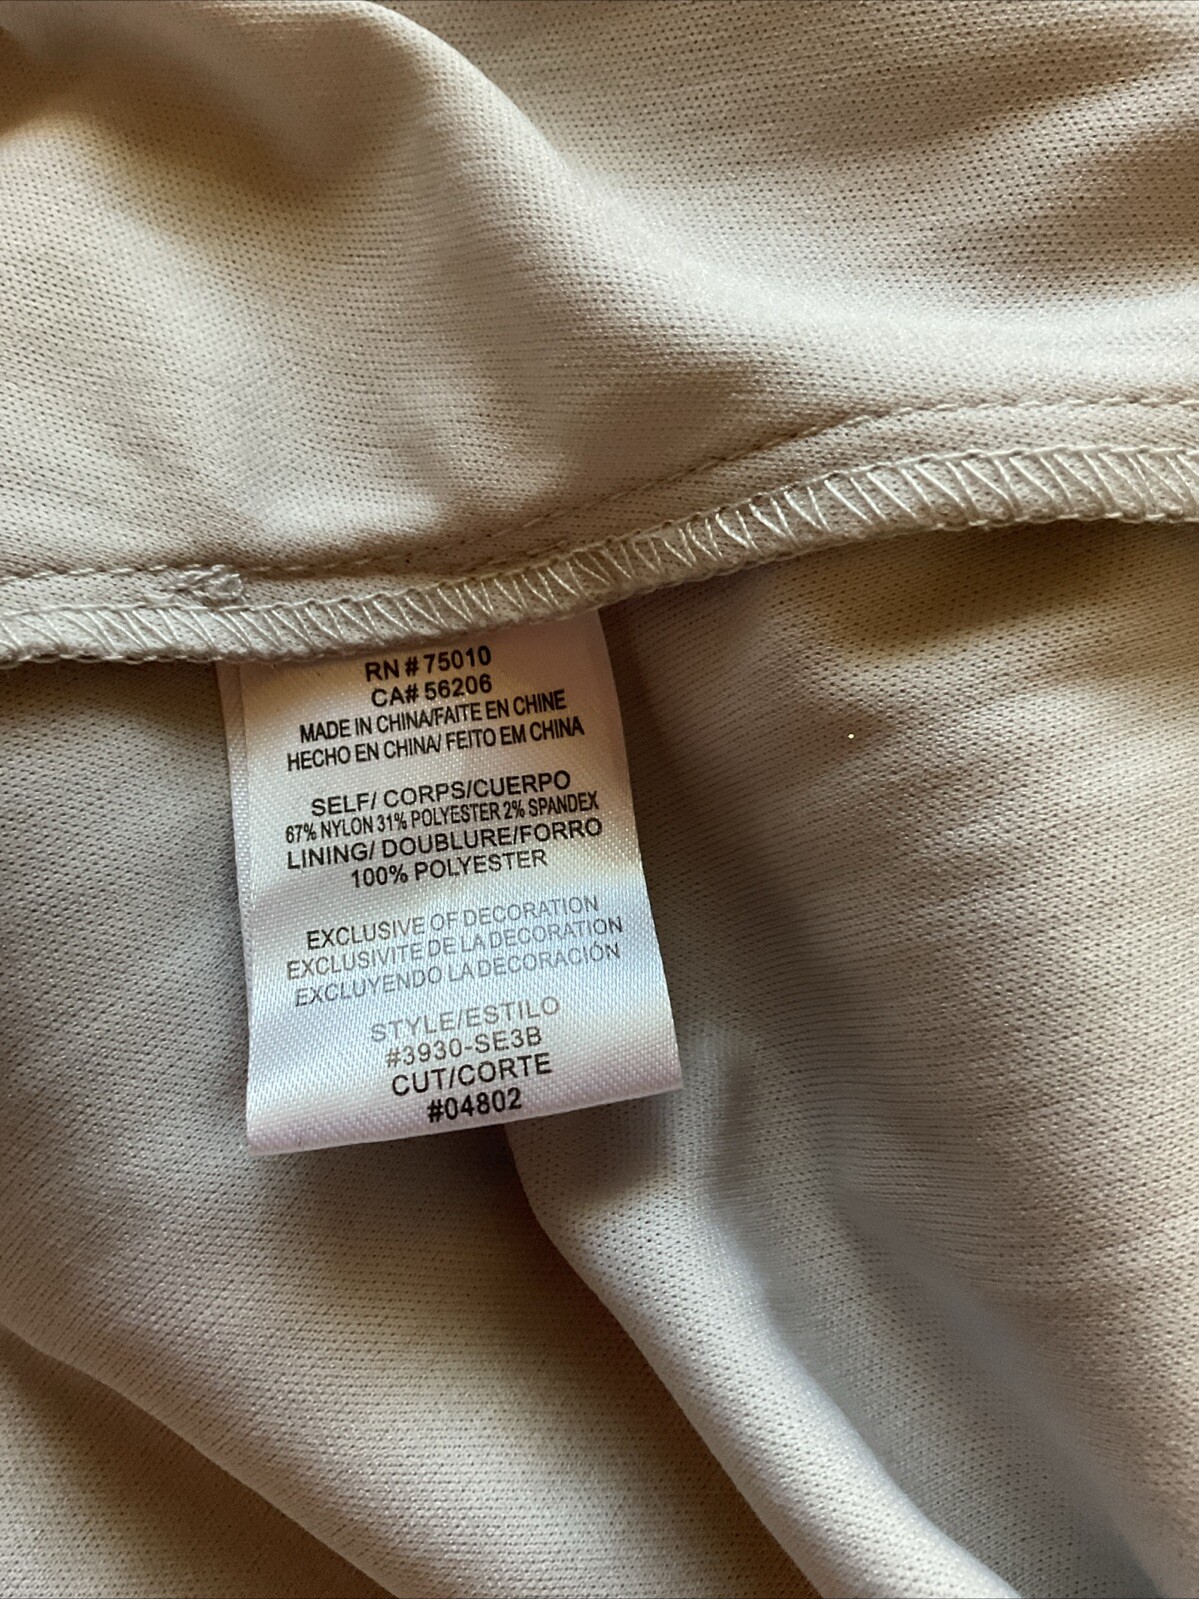 RN # 75010
CA# 56206
MADE IN CHINA/FAITE EN CHINE
HECHO EN CHINA/ FEITO EM CHINA
SELF/ CORPS/CUERPO
67% NYLON 31% POLYESTER 2% SPANDEX
LINING/ DOUBLURE/FORRO
100% POLYESTER
EXCLUSIVE OF DECORATION
EXCLUSIVITE DE LA DECORATION
EXCLUYENDO LA DECORACIÓN
STYLE/ESTILO
#3930-SE3B
CUT/CORTE
#04802